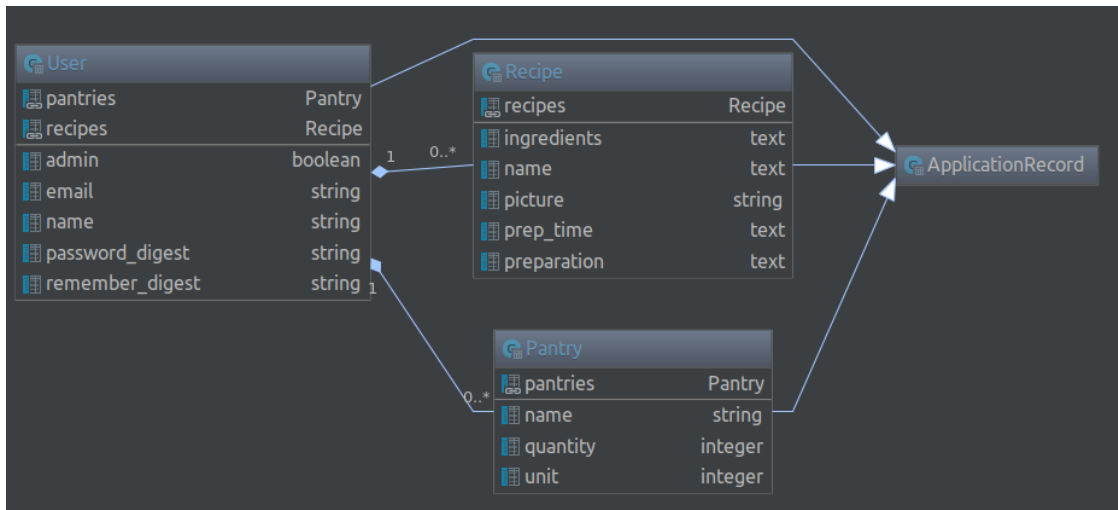 User
pantries Pantry
recipes Recipe
admin boolean
email string
name string
password_digest string
remember_digest string
1
0..*
1
0..*
Recipe
recipes Recipe
ingredients text
name text
picture string
prep_time text
preparation text
Pantry
pantries Pantry
name string
quantity integer
unit integer
ApplicationRecord